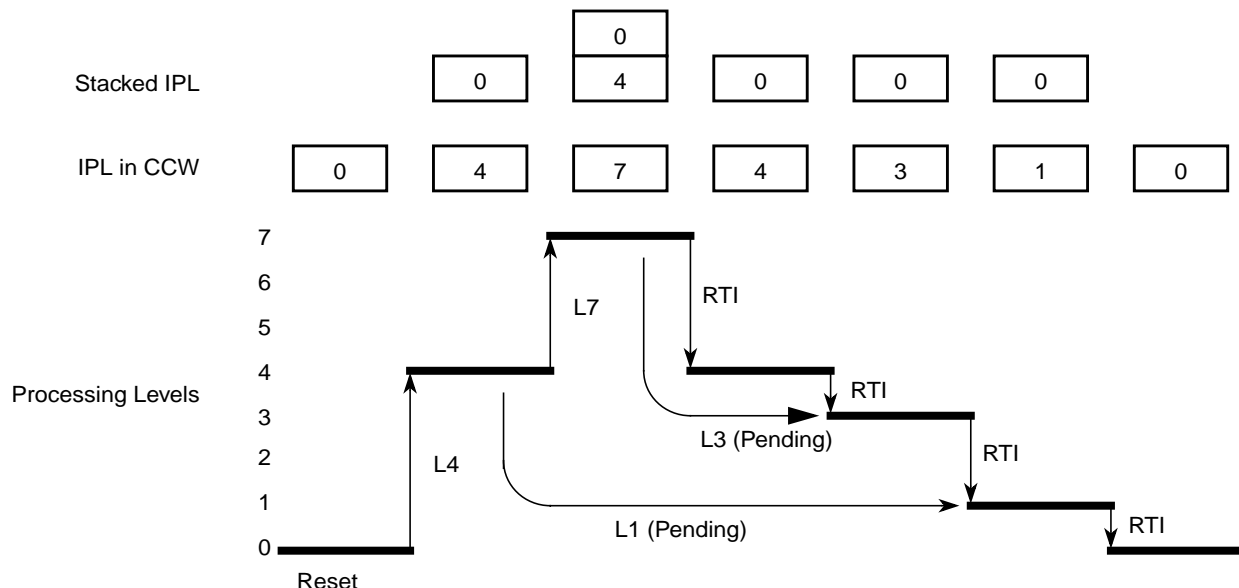 0
Stacked IPL 0 4 0 0 0
IPL in CCW 0 4 7 4 3 1 0
7
6
RTI
L7
5
4
Processing Levels
RTI
3
L3 (Pending)
2
L4
RTI
1
L1 (Pending)
RTI
0
Reset